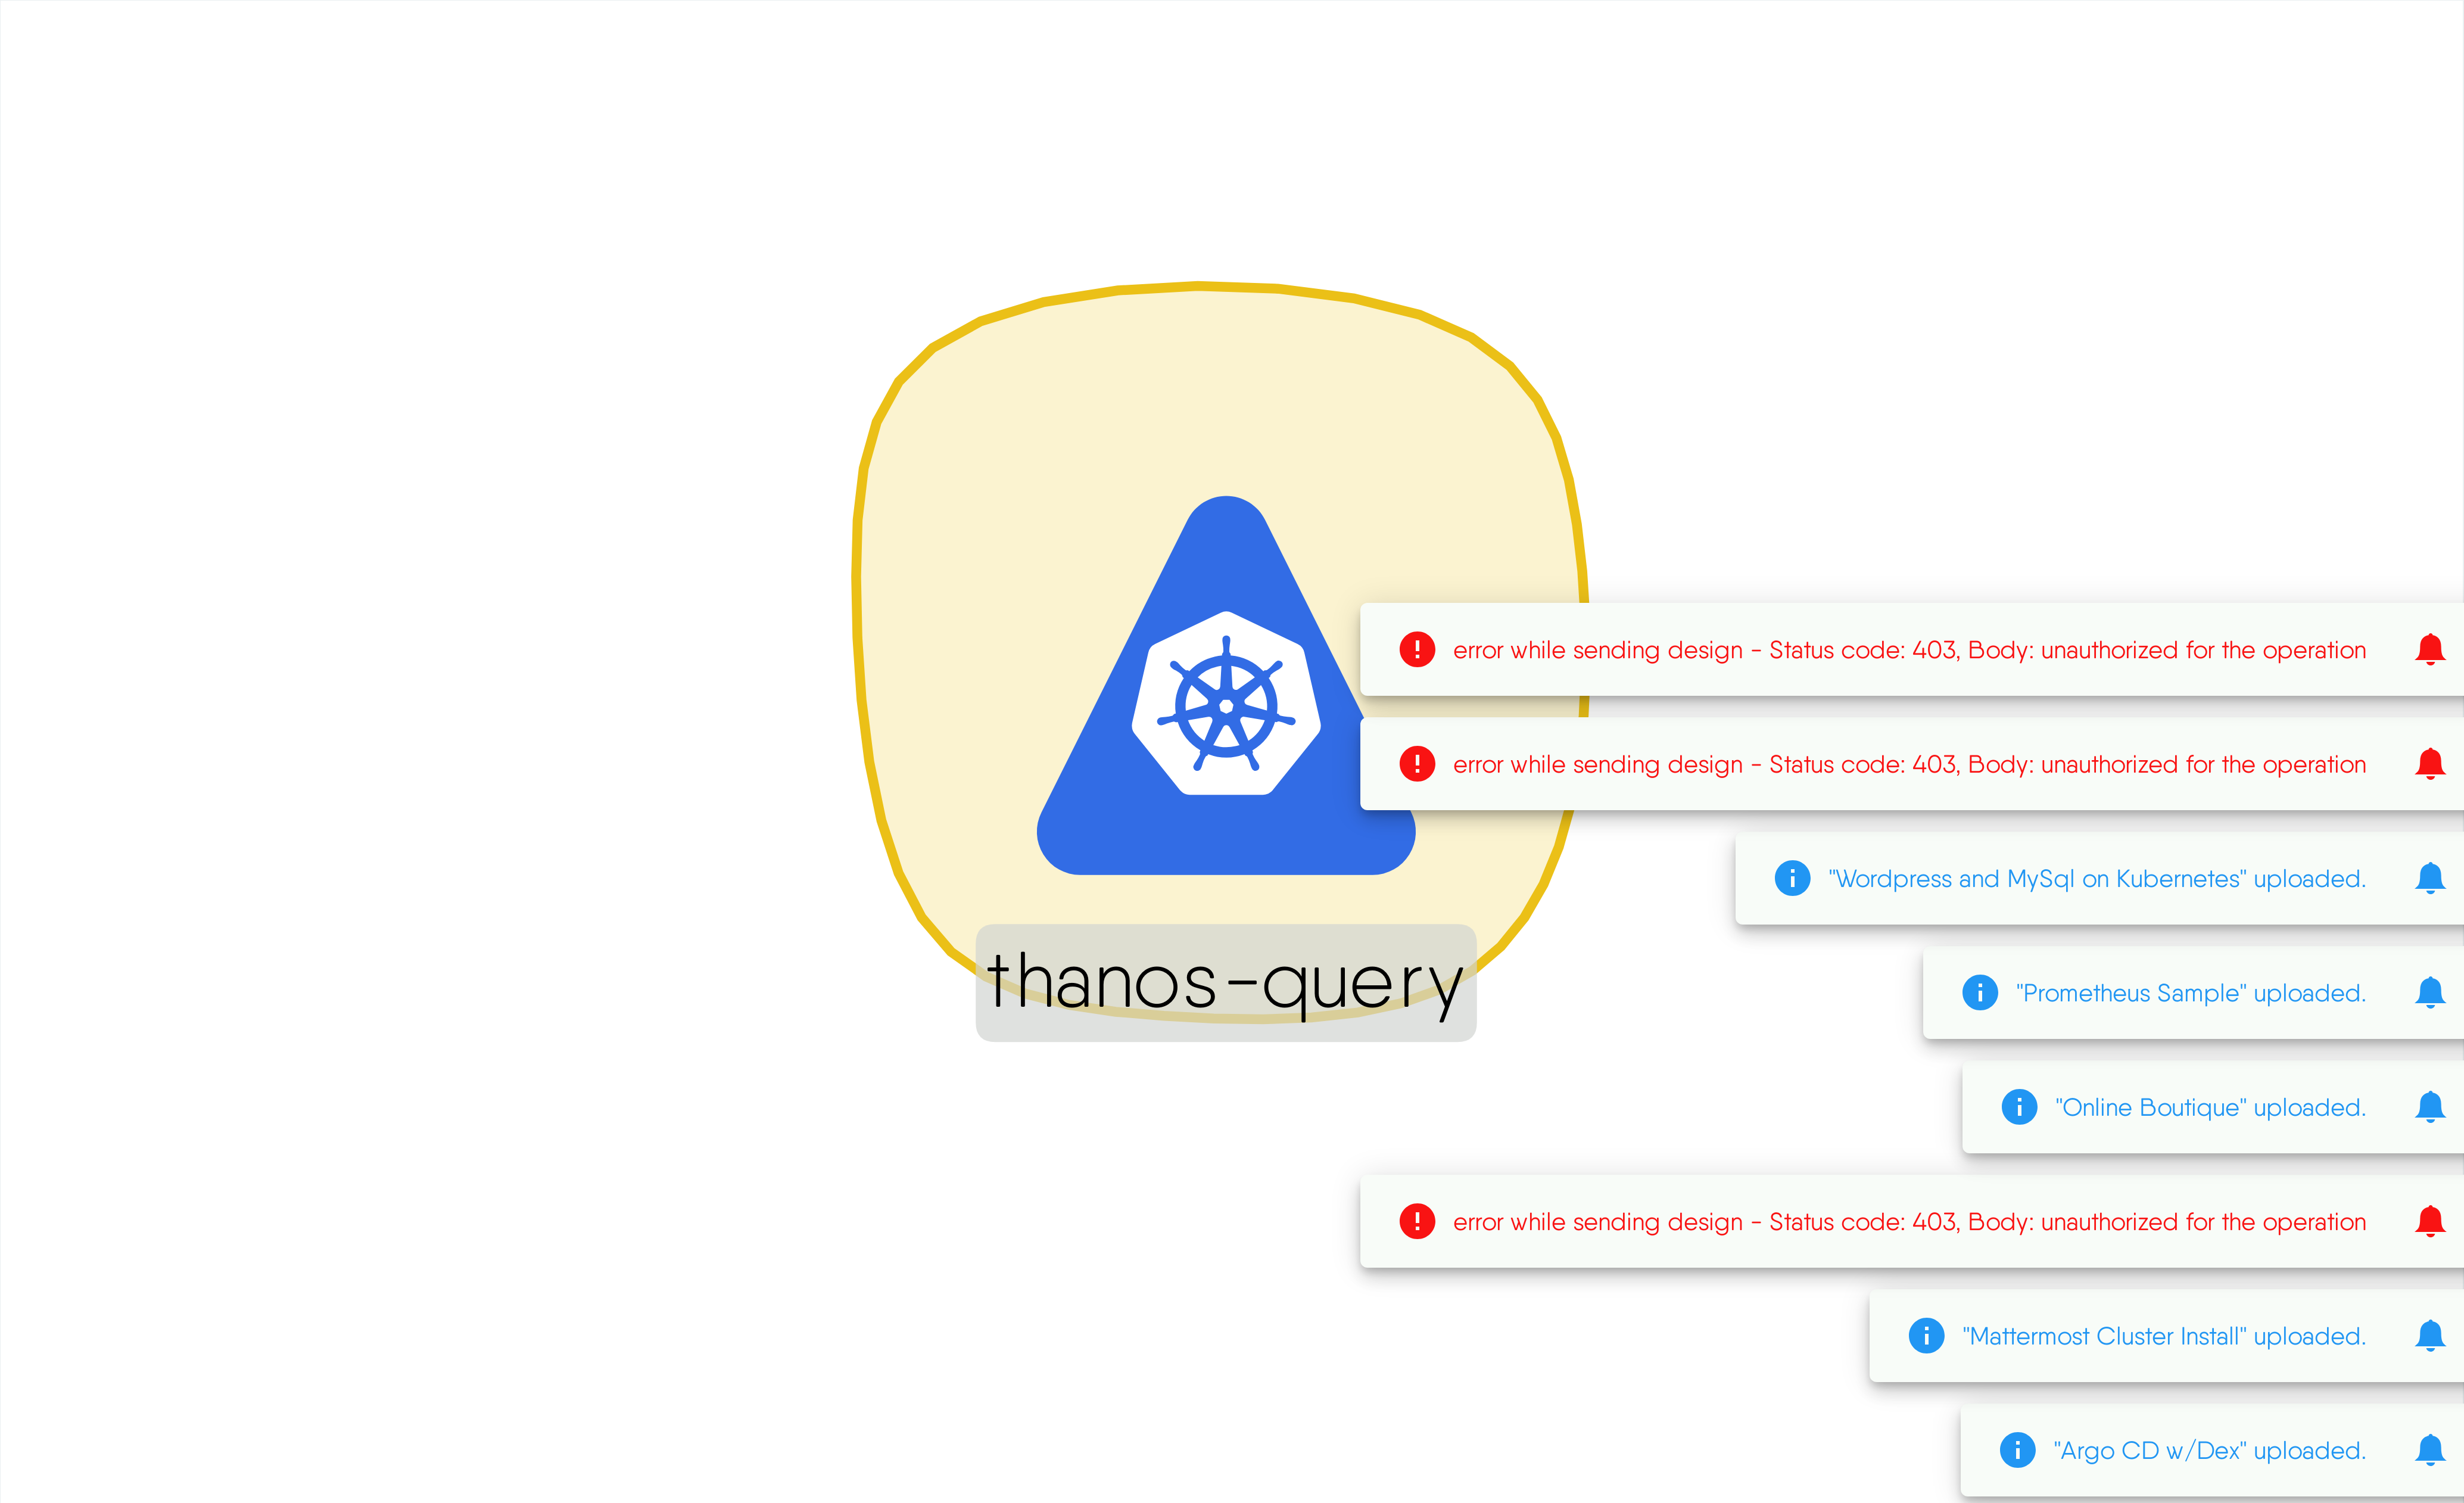 error while sending design - Status code: 403, Body: unauthorized for the operation
error while sending design - Status code: 403, Body: unauthorized for the operation
"Wordpress and MySql on Kubernetes" uploaded.
thanos-query
"Prometheus Sample" uploaded.
"Online Boutique" uploaded.
error while sending design - Status code: 403, Body: unauthorized for the operation
"Mattermost Cluster Install" uploaded.
"Argo CD w/Dex" uploaded.